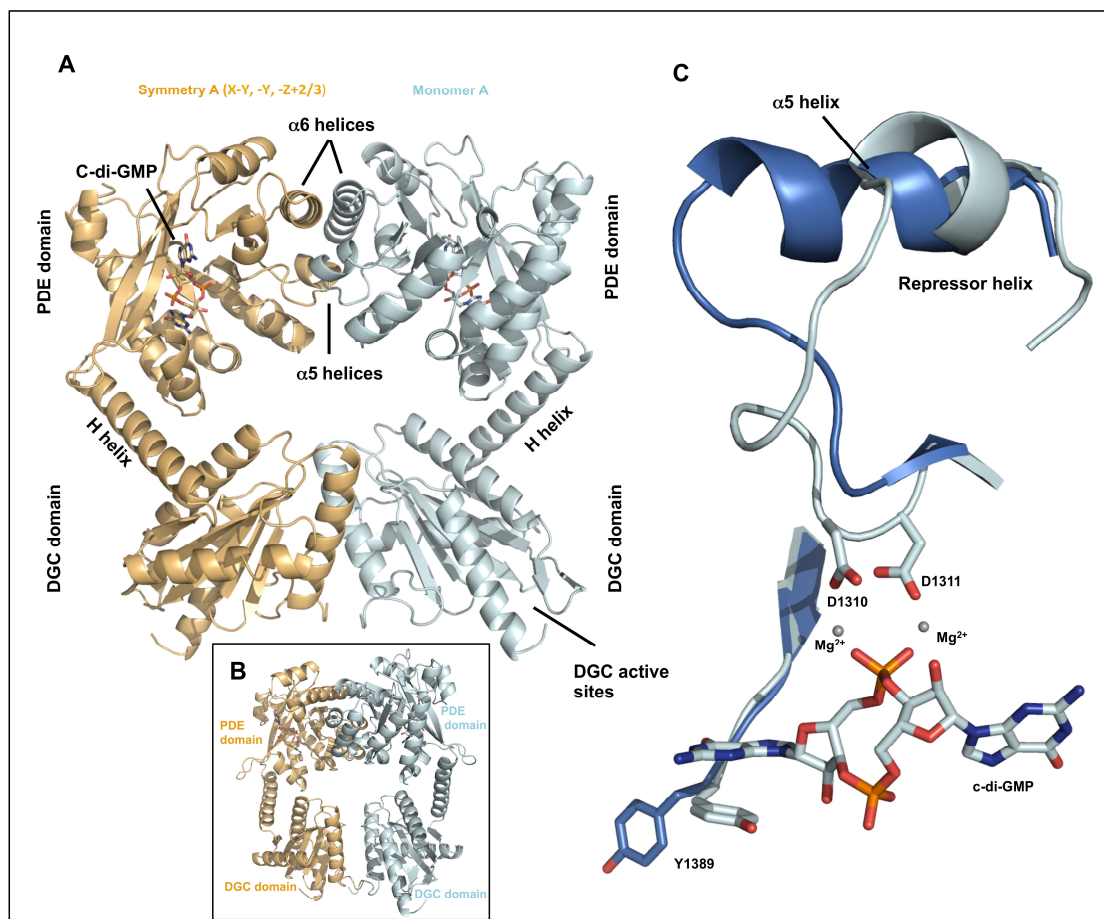 A
Symmetry A (X-Y, -Y, -Z+2/3)
Monomer A
α6 helices
C-di-GMP
PDE domain
PDE domain
α5 helices
H helix
H helix
DGC domain
DGC domain
DGC active
sites
B
PDE
domain
PDE
domain
DGC domain
DGC domain
C
α5 helix
Repressor helix
D1311
D1310
Mg2+
Mg2+
c-di-GMP
Y1389